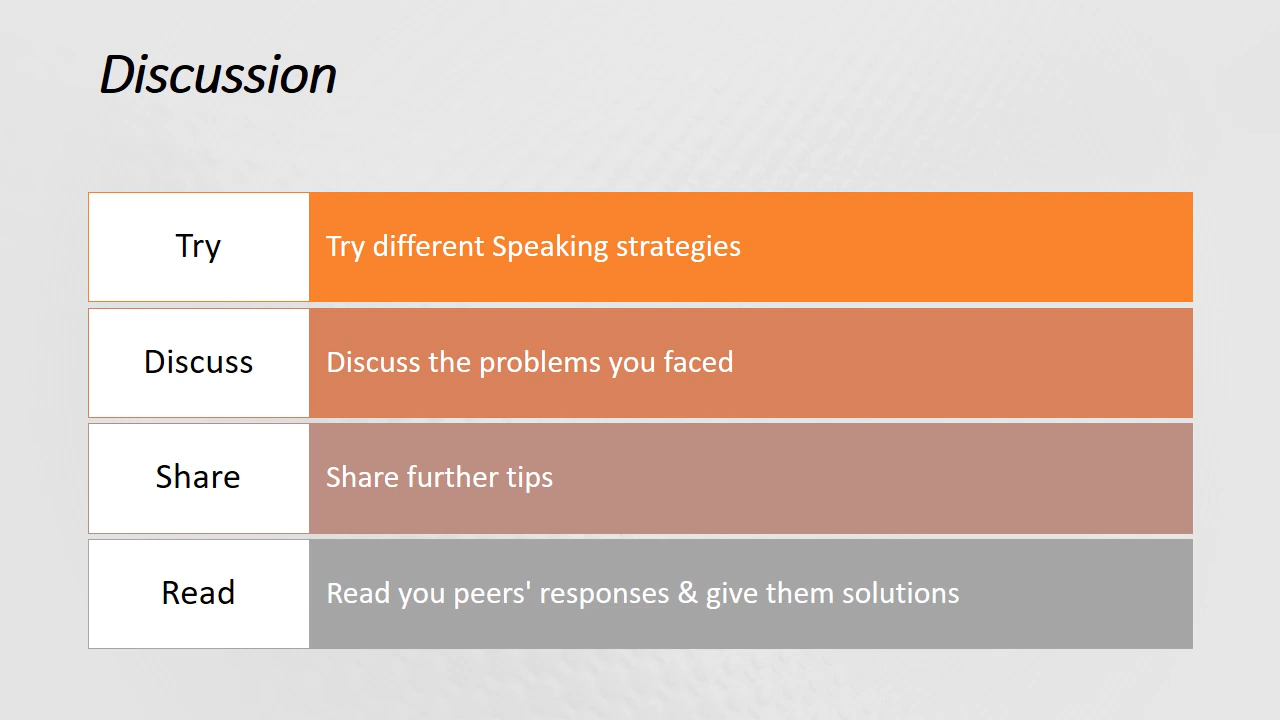 Discussion
Try
Try different Speaking strategies
Discuss
Discuss the problems you faced
Share
Share further tips
Read
Read you peers' responses & give them solutions